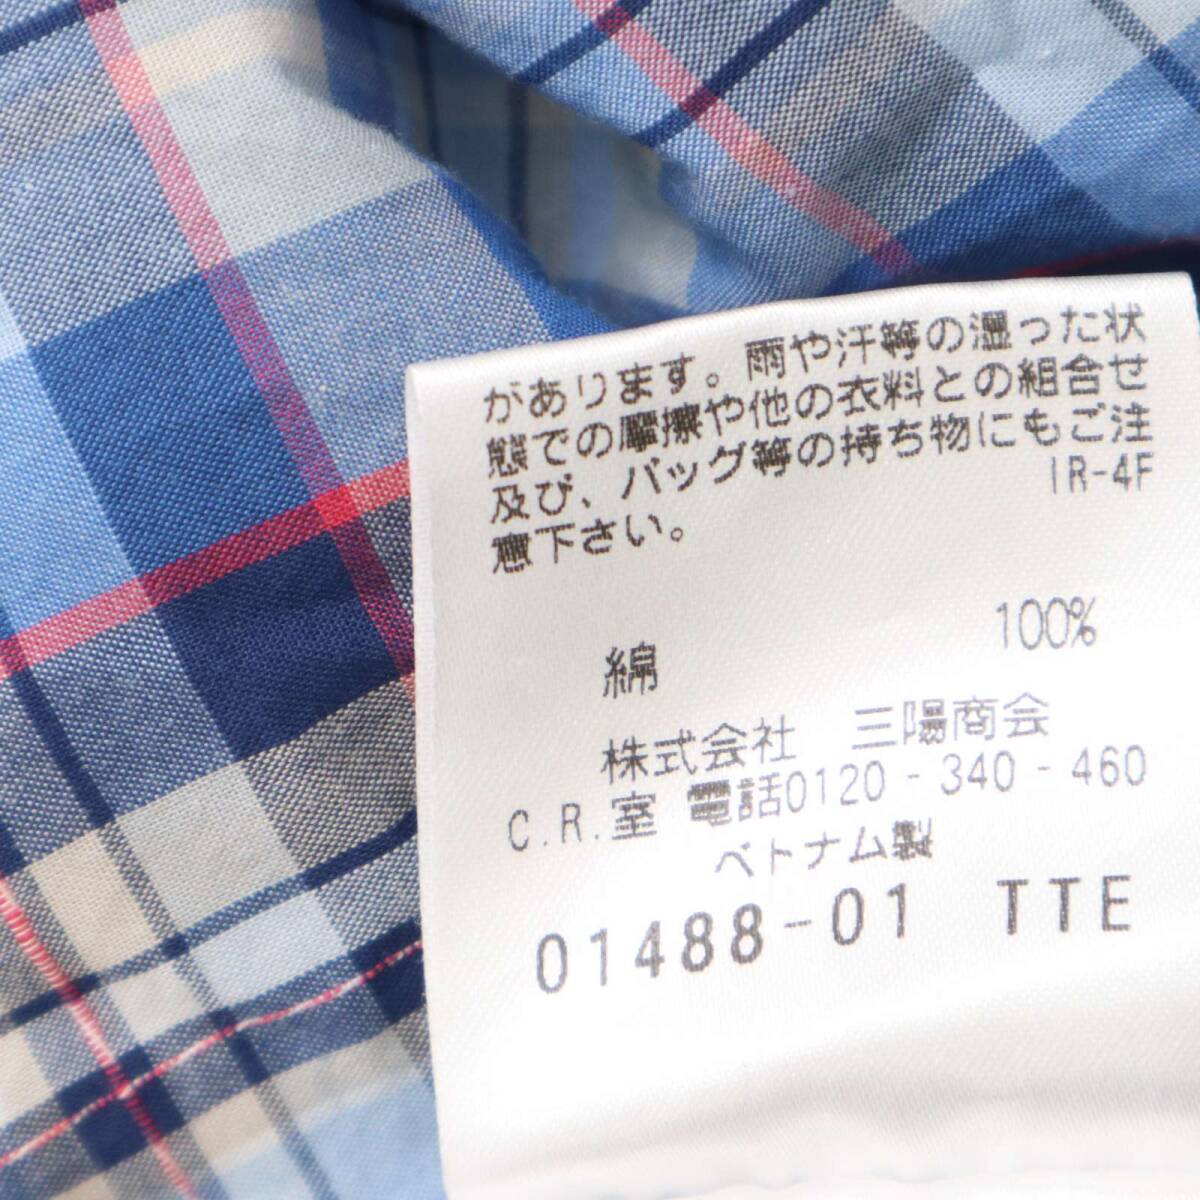 があります。雨や汗等の湿った状
態での摩擦や他の衣料との組合せ
及び、バッグ等の持ち物にもご注
意下さい。
IR-4F
綿 100%
株式会社 三陽商会
C.R.室 電話0120-340-460
ベトナム製
01488-01 TTE